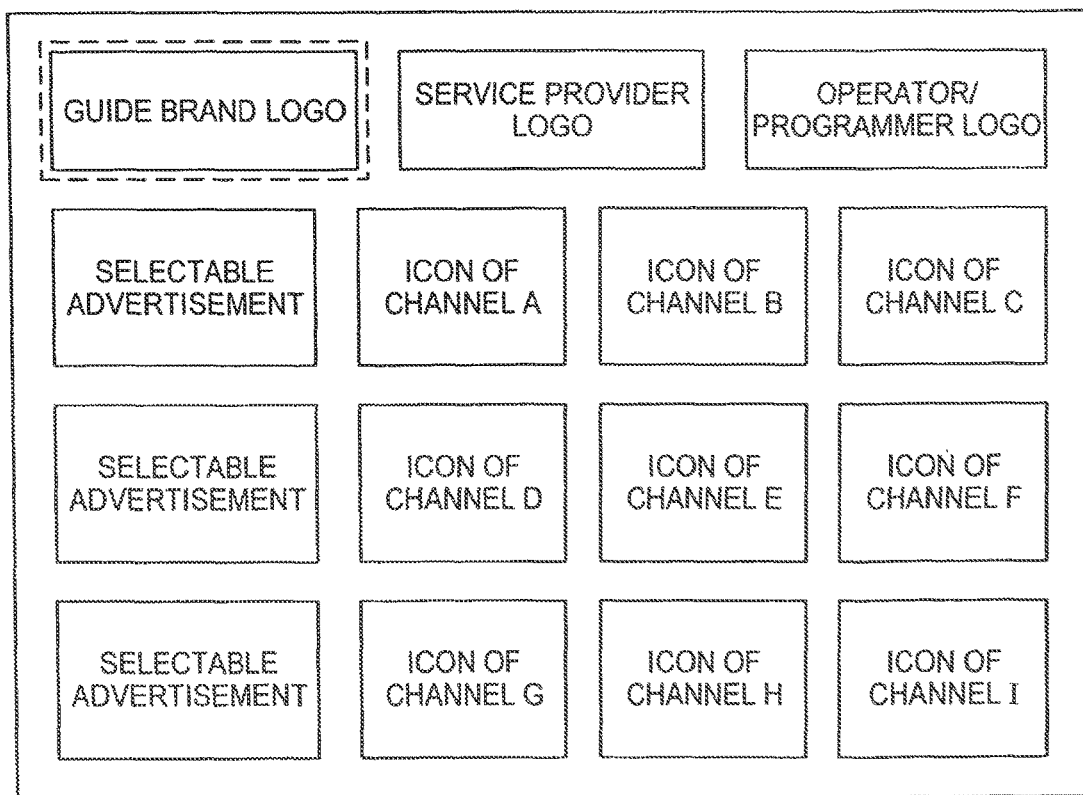 GUIDE BRAND LOGO
SERVICE PROVIDER
LOGO
OPERATOR/
PROGRAMMER LOGO
SELECTABLE
ADVERTISEMENT
ICON OF
CHANNEL A
ICON OF
CHANNEL B
ICON OF
CHANNEL C
SELECTABLE
ADVERTISEMENT
ICON OF
CHANNEL D
ICON OF
CHANNEL E
ICON OF
CHANNEL F
SELECTABLE
ADVERTISEMENT
ICON OF
CHANNEL G
ICON OF
CHANNEL H
ICON OF
CHANNEL I